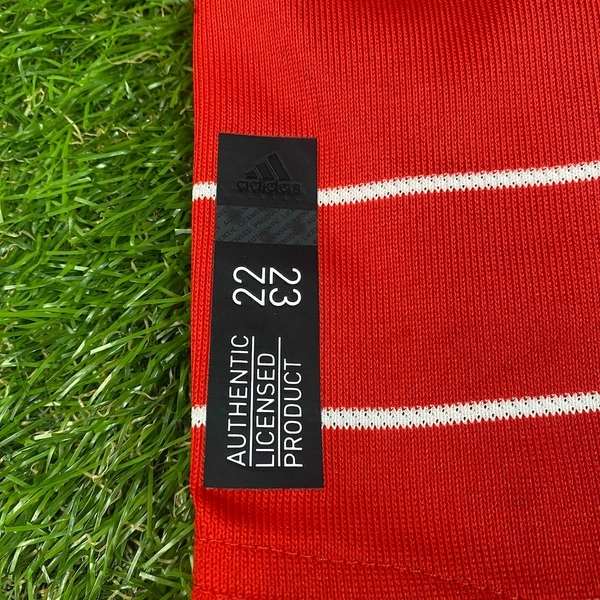 adidas
22
23
AUTHENTIC
LICENSED
PRODUCT